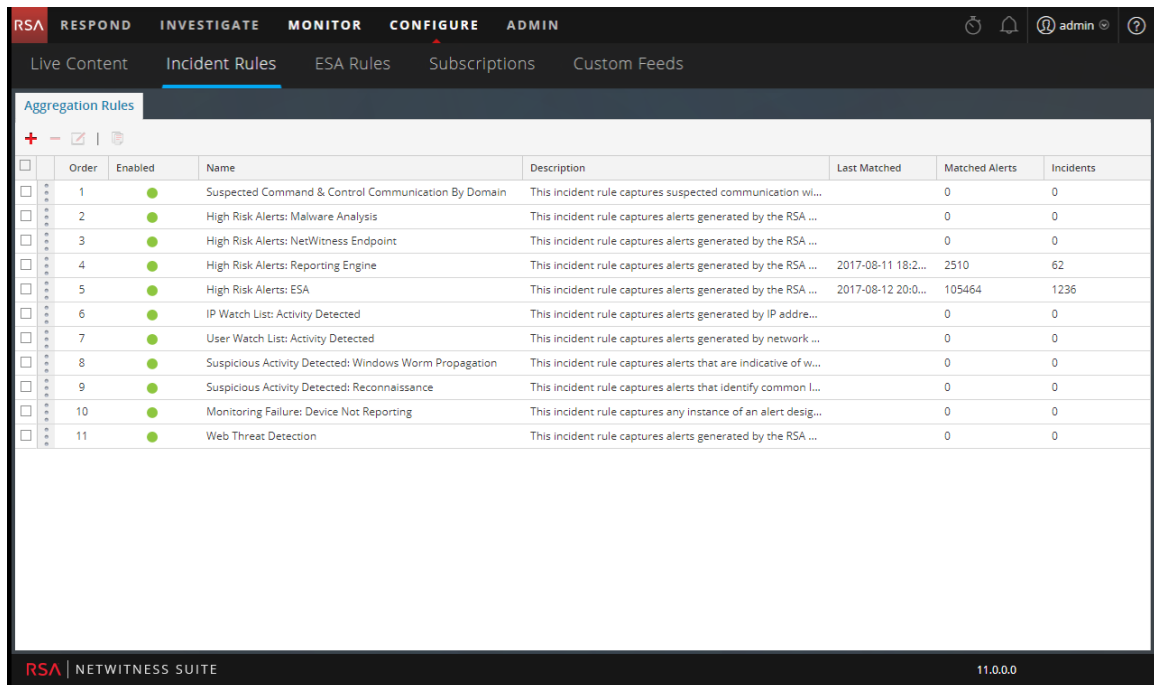 RSA RESPOND INVESTIGATE MONITOR CONFIGURE ADMIN admin ?
Live Content Incident Rules ESA Rules Subscriptions Custom Feeds
Aggregation Rules
Order Enabled Name Description Last Matched Matched Alerts Incidents
1 Suspected Command & Control Communication By Domain This incident rule captures suspected communication wi... 0 0
2 High Risk Alerts: Malware Analysis This incident rule captures alerts generated by the RSA ... 0 0
3 High Risk Alerts: NetWitness Endpoint This incident rule captures alerts generated by the RSA ... 0 0
4 High Risk Alerts: Reporting Engine This incident rule captures alerts generated by the RSA ... 2017-08-11 18:2... 2510 62
5 High Risk Alerts: ESA This incident rule captures alerts generated by the RSA ... 2017-08-12 20:0... 105464 1236
6 IP Watch List: Activity Detected This incident rule captures alerts generated by IP addre... 0 0
7 User Watch List: Activity Detected This incident rule captures alerts generated by network ... 0 0
8 Suspicious Activity Detected: Windows Worm Propagation This incident rule captures alerts that are indicative of w... 0 0
9 Suspicious Activity Detected: Reconnaissance This incident rule captures alerts that identify common I... 0 0
10 Monitoring Failure: Device Not Reporting This incident rule captures any instance of an alert desig... 0 0
11 Web Threat Detection This incident rule captures alerts generated by the RSA ... 0 0
RSA NETWITNESS SUITE 11.0.0.0